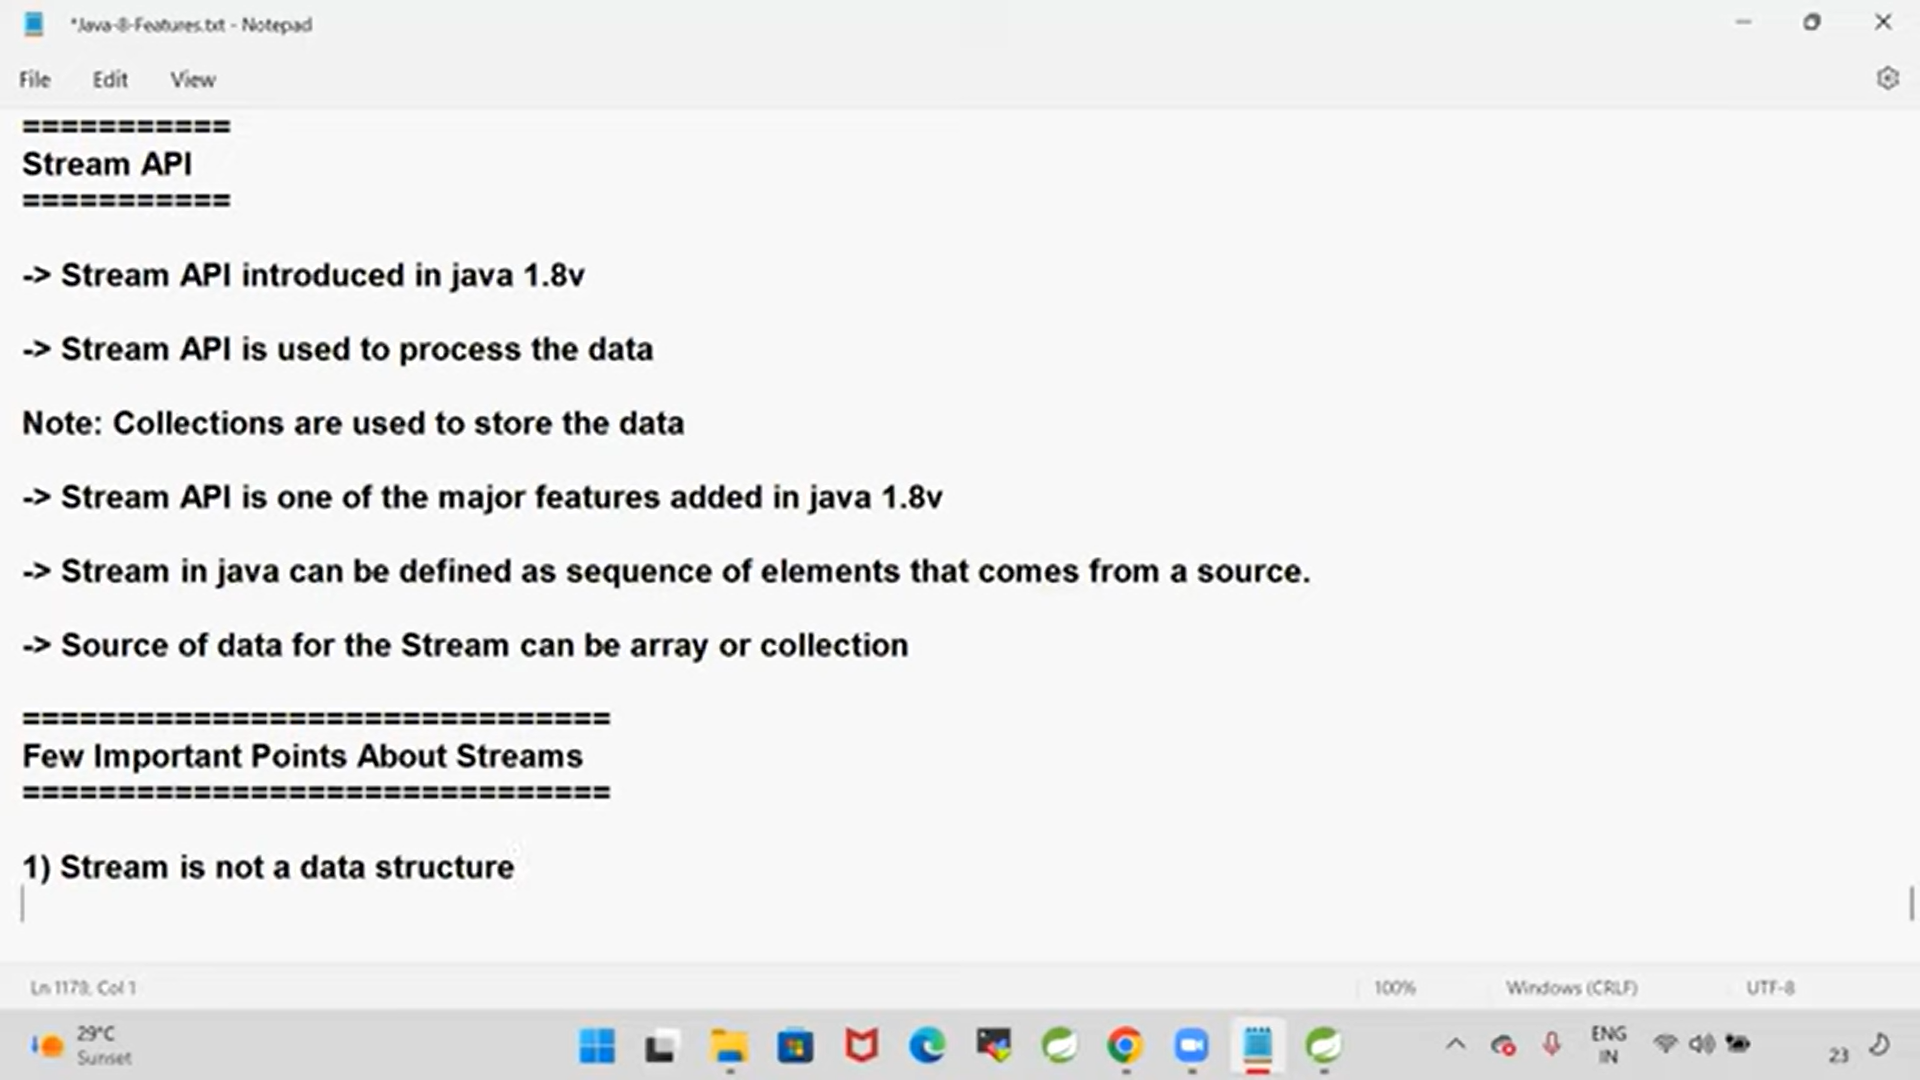 *Java-8-Features.txt - Notepad
File Edit View
===========
Stream API
===========
-> Stream API introduced in java 1.8v
-> Stream API is used to process the data
Note: Collections are used to store the data
-> Stream API is one of the major features added in java 1.8v
-> Stream in java can be defined as sequence of elements that comes from a source.
-> Source of data for the Stream can be array or collection
===============================
Few Important Points About Streams
===============================
1) Stream is not a data structure
Ln 1179, Col 1 100% Windows (CRLF) UTF-8
29°C
Sunset
ENG
IN
23